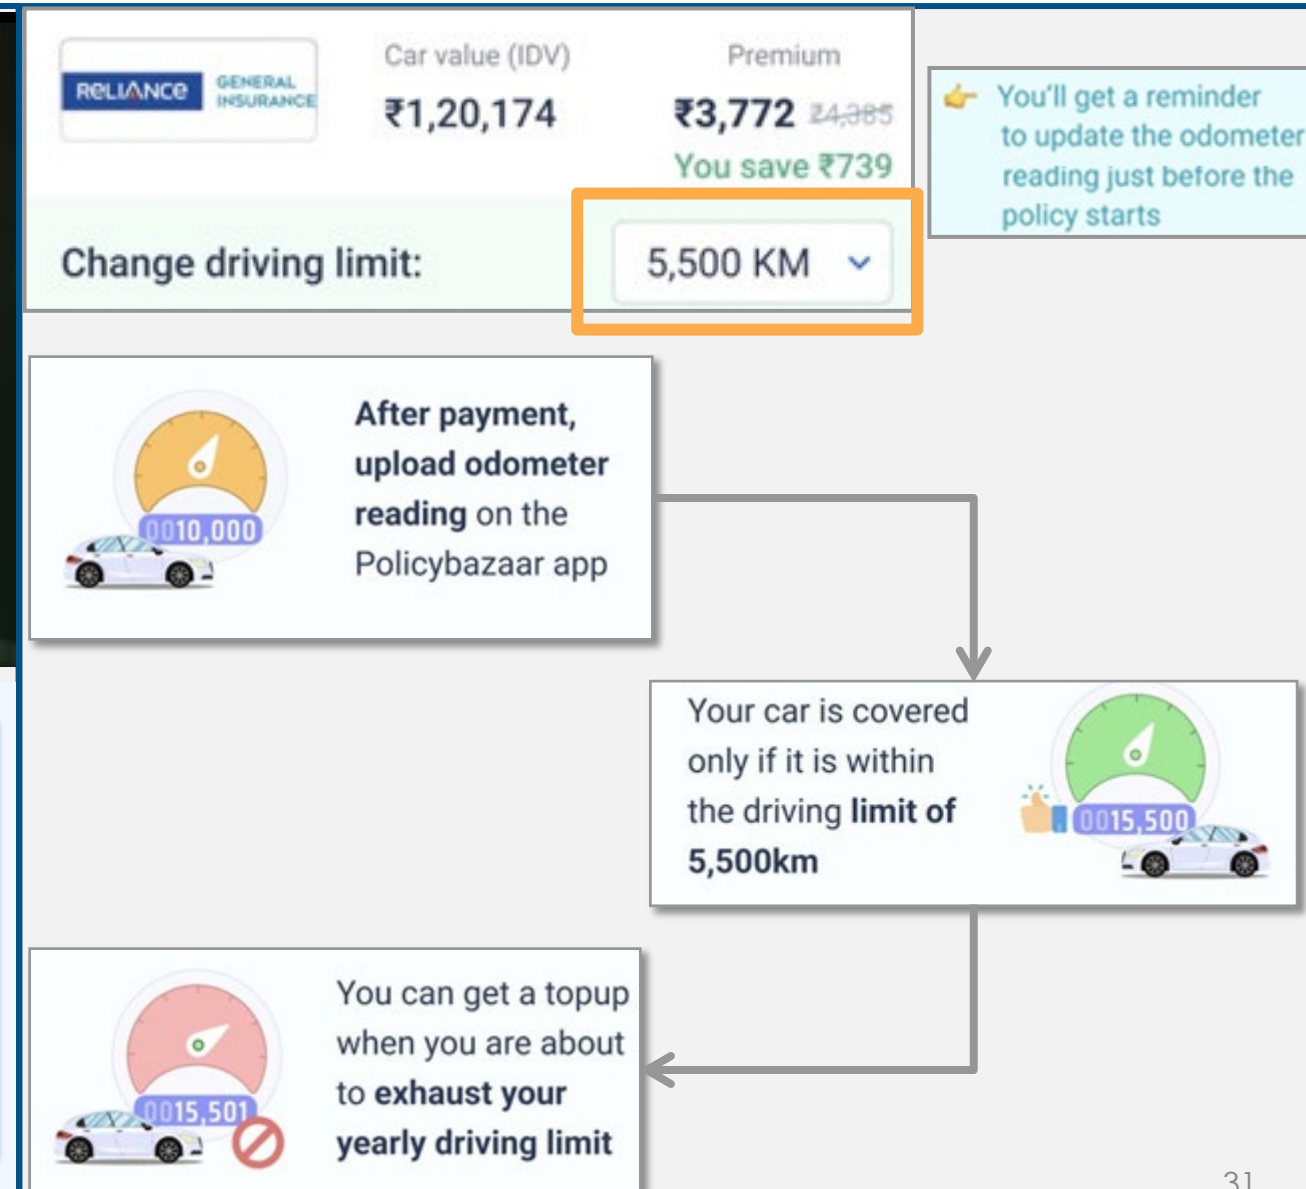 RELIANCE GENERAL INSURANCE
Car value (IDV)
₹1,20,174
Premium
₹3,772 ₹4,385
You save ₹739
Change driving limit:
5,500 KM
You'll get a reminder
to update the odometer
reading just before the
policy starts
After payment,
upload odometer
reading on the
Policybazaar app
0010,000
Your car is covered
only if it is within
the driving limit of
5,500km
0015,500
You can get a topup
when you are about
to exhaust your
yearly driving limit
0015,501
31